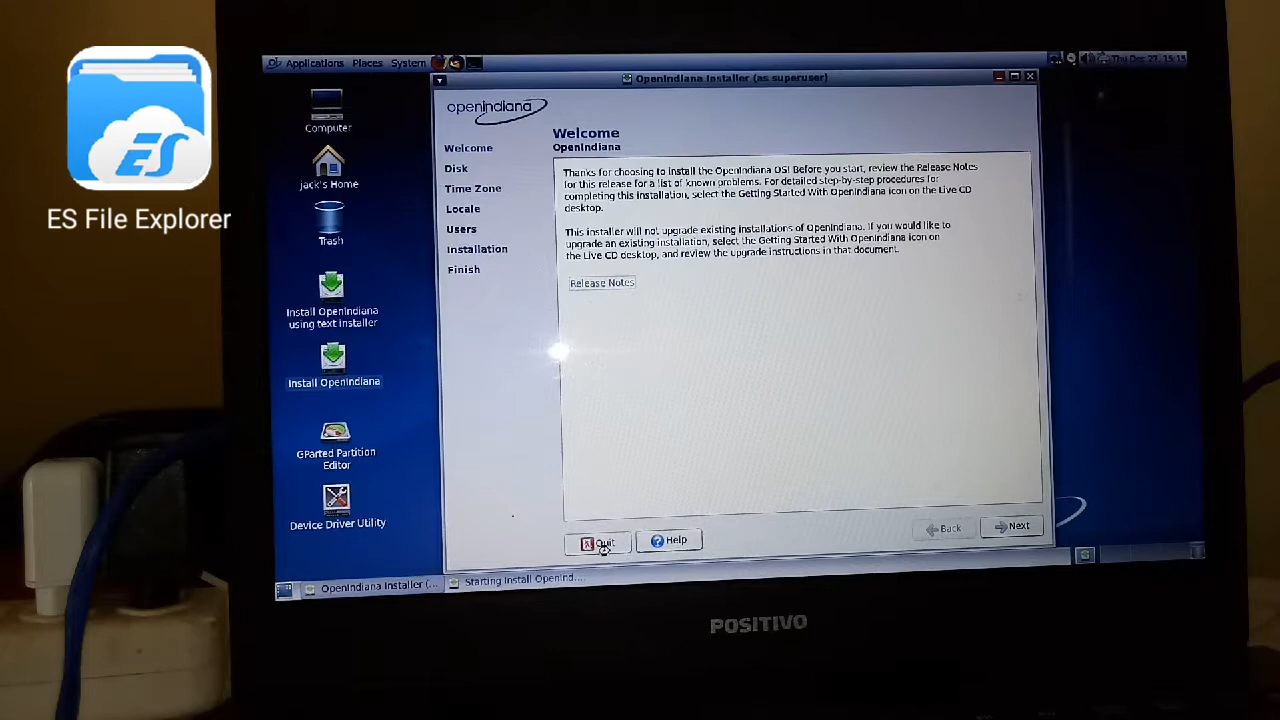 ES
ES File Explorer
Applications Places System
OpenIndiana Installer (as superuser)
Thu Dec 27, 15:15
Computer
Jack's Home
Trash
Install OpenIndiana
using text installer
Install OpenIndiana
GParted Partition
Editor
Device Driver Utility
openindiana
Welcome
Disk
Time Zone
Locale
Users
Installation
Finish
Welcome
OpenIndiana
Thanks for choosing to install the OpenIndiana OS! Before you start, review the Release Notes
for this release for a list of known problems. For detailed step-by-step procedures for
completing this installation, select the Getting Started With OpenIndiana icon on the Live CD
desktop.
This installer will not upgrade existing installations of OpenIndiana. If you would like to
upgrade an existing installation, select the Getting Started With OpenIndiana icon on
the Live CD desktop, and review the upgrade instructions in that document.
Release Notes
Quit
Help
Back
Next
OpenIndiana Installer (...
Starting Install OpenInd...
POSITIVO